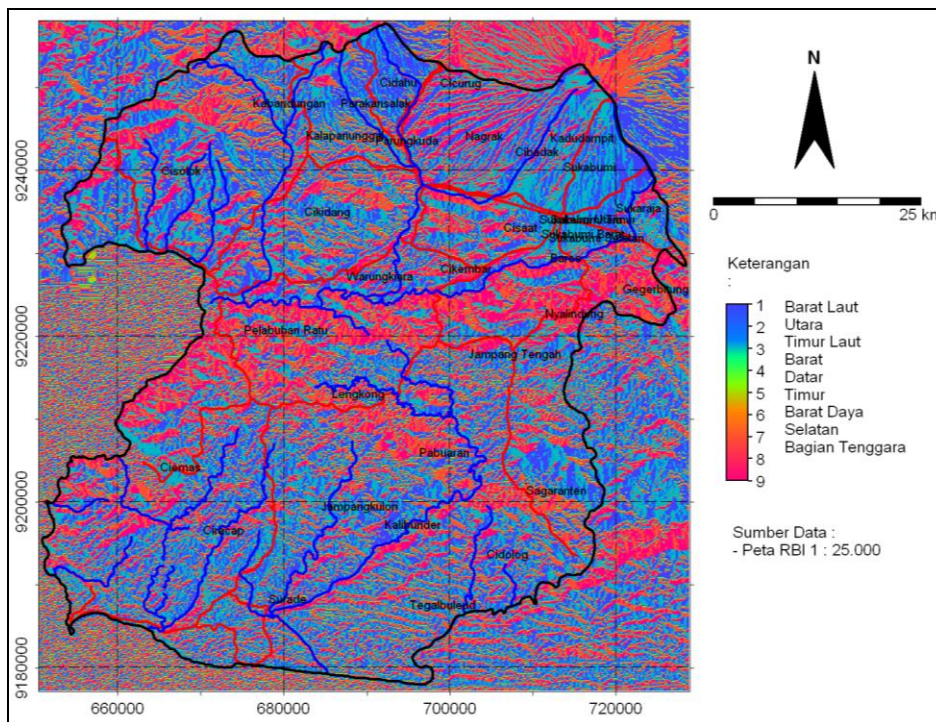 Cidahu
Cicurug
Kabandungan
Parakansalak
Kalapanunggal
Parungkuda
Nagrak
Kadudampit
Cibadak
Cisolok
Sukabumi
Cikidang
Sukaraja
Cisaat
Sukabumi Barat
Baros
Warungkiara
Cikembar
Gegerbitung
Nyalindung
Pelabuhan Ratu
Jampang Tengah
Lengkong
Pabuaran
Ciemas
Sagaranten
Jampangkulon
Kalibunder
Ciracap
Cidolog
Surade
Tegalbuleud
9240000
9220000
9200000
9180000
660000
680000
700000
720000
N
0
25 km
Keterangan
:
1 Barat Laut
2 Utara
3 Timur Laut
4 Barat
5 Datar
6 Timur
7 Barat Daya
8 Selatan
9 Bagian Tenggara
Sumber Data :
- Peta RBI 1 : 25.000